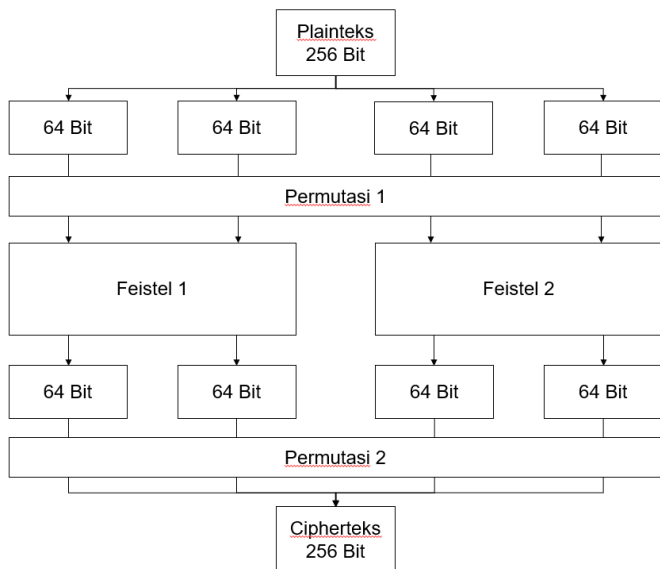 Plainteks
256 Bit
64 Bit
64 Bit
64 Bit
64 Bit
Permutasi 1
Feistel 1
Feistel 2
64 Bit
64 Bit
64 Bit
64 Bit
Permutasi 2
Cipherteks
256 Bit